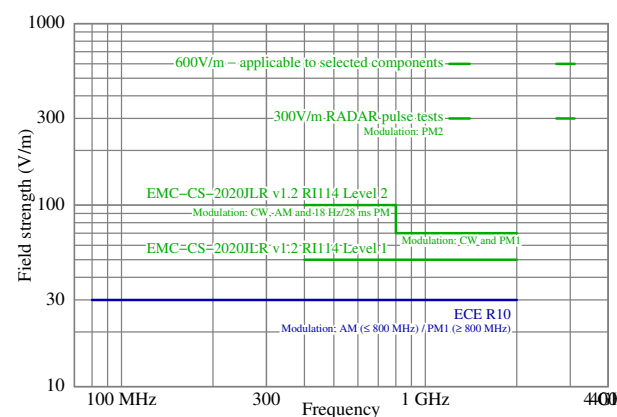 1000
600V/m − applicable to selected components
300
300V/m RADAR pulse tests
Modulation: PM2
Field strength (V/m)
EMC−CS−2020JLR v1.2 RI114 Level 2
100
Modulation: CW, AM and 18 Hz/28 ms PM
Modulation: CW and PM1
EMC−CS−2020JLR v1.2 RI114 Level 1
30
ECE R10
Modulation: AM (≤ 800 MHz) / PM1 (≥ 800 MHz)
10
100 MHz 300 1 GHz
Frequency